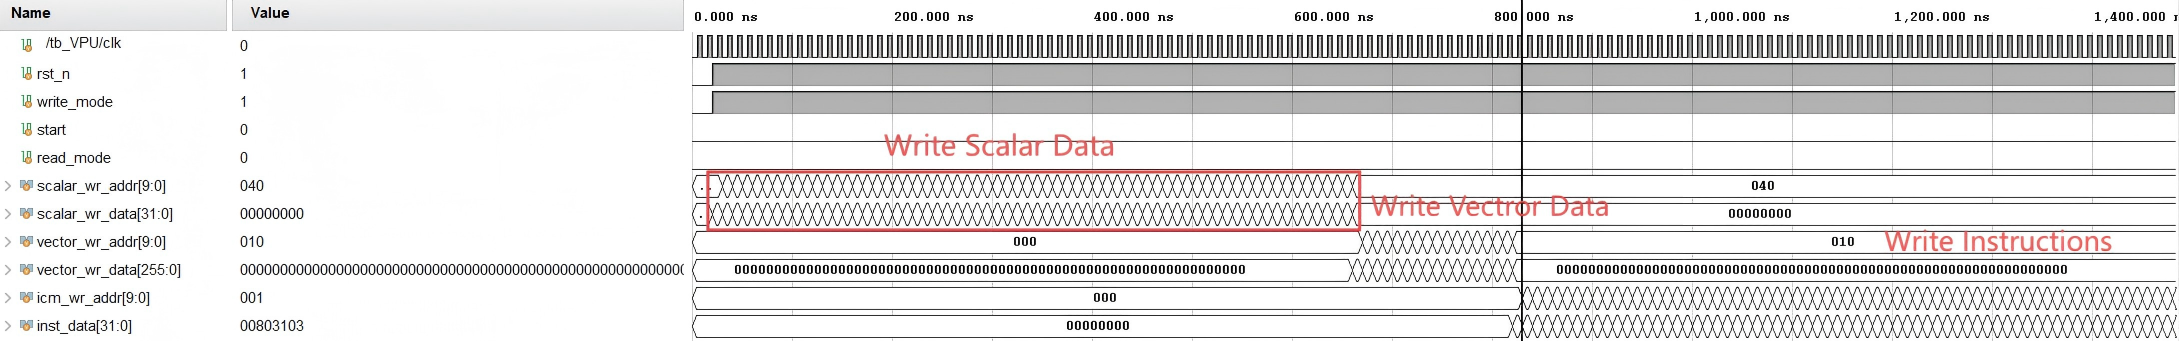 Name Value 0.000 ns 200.000 ns 400.000 ns 600.000 ns 800.000 ns 1,000.000 ns 1,200.000 ns 1,400.000
/tb_VPU/clk 0
rst_n 1
write_mode 1
start 0
Write Scalar Data
read_mode 0
scalar_wr_addr[9:0] 040 040
Write Vectror Data
scalar_wr_data[31:0] 00000000 00000000
vector_wr_addr[9:0] 010 000 010
Write Instructions
vector_wr_data[255:0]
icm_wr_addr[9:0] 001 000
inst_data[31:0] 00803103 00000000